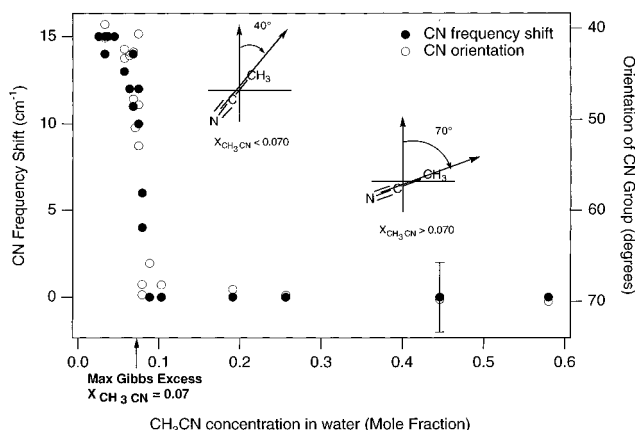 CN frequency shift
CN orientation
CN Frequency Shift (cm⁻¹)
15
10
5
0
40
50
60
70
Orientation of CN Group (degrees)
40°
CH₃
C
N
X CH₃CN < 0.070
70°
CH₃
C
N
X CH₃CN > 0.070
0.0
0.1
0.2
0.3
0.4
0.5
0.6
Max Gibbs Excess
X CH 3 CN = 0.07
CH₃CN concentration in water (Mole Fraction)